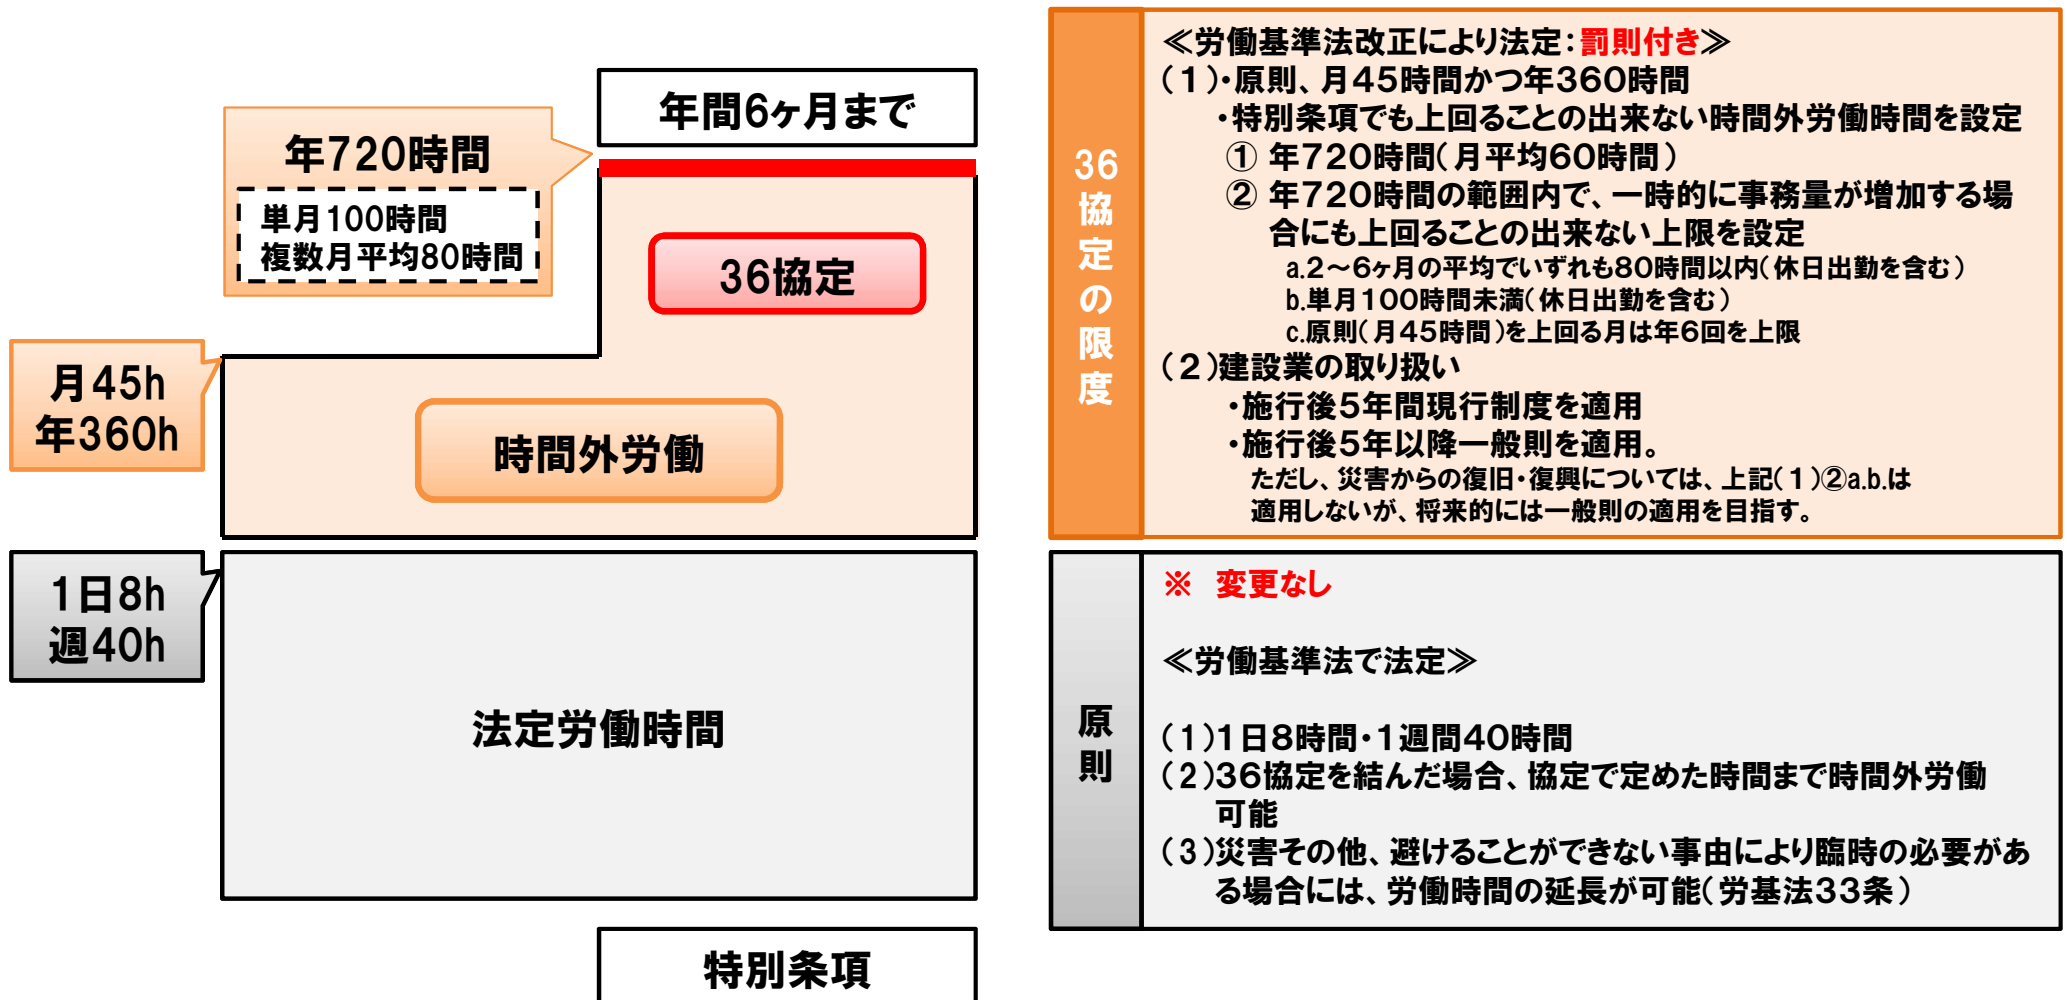 年間6ヶ月まで
年720時間
単月100時間
複数月平均80時間
36協定
月45h
年360h
時間外労働
1日8h
週40h
法定労働時間
特別条項
36協定の限度
≪労働基準法改正により法定：罰則付き≫
（１）・原則、月４５時間かつ年３６０時間
・特別条項でも上回ることの出来ない時間外労働時間を設定
① 年７２０時間（月平均６０時間）
② 年７２０時間の範囲内で、一時的に事務量が増加する場
合にも上回ることの出来ない上限を設定
a.２～６ヶ月の平均でいずれも８０時間以内（休日出勤を含む）
b.単月１００時間未満（休日出勤を含む）
c.原則（月４５時間）を上回る月は年６回を上限
（２）建設業の取り扱い
・施行後５年間現行制度を適用
・施行後５年以降一般則を適用。
ただし、災害からの復旧・復興については、上記（１）②a.b.は
適用しないが、将来的には一般則の適用を目指す。
原則
※　変更なし
≪労働基準法で法定≫
（１）１日８時間・１週間４０時間
（２）３６協定を結んだ場合、協定で定めた時間まで時間外労働
可能
（３）災害その他、避けることができない事由により臨時の必要があ
る場合には、労働時間の延長が可能（労基法３３条）